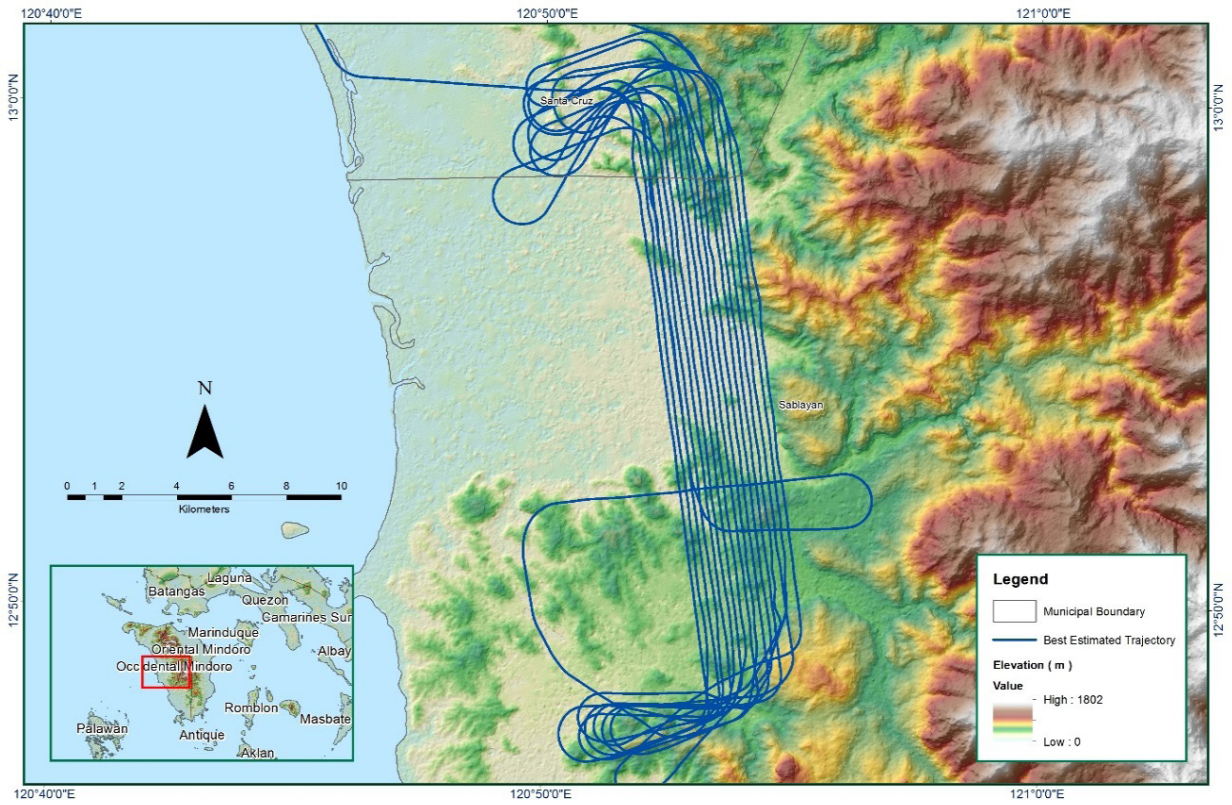 120°40'0"E
120°50'0"E
121°0'0"E
13°0'0"N
13°0'0"N
Santa Cruz
Sablayan
N
0 1 2 4 6 8 10
Kilometers
12°50'0"N
12°50'0"N
Laguna
Batangas
Quezon
Camarines Sur
Marinduque
Oriental Mindoro
Albay
Occidental Mindoro
Romblon
Masbate
Palawan
Antique
Aklan
Legend
Municipal Boundary
Best Estimated Trajectory
Elevation ( m )
Value
High : 1802
Low : 0
120°40'0"E
120°50'0"E
121°0'0"E